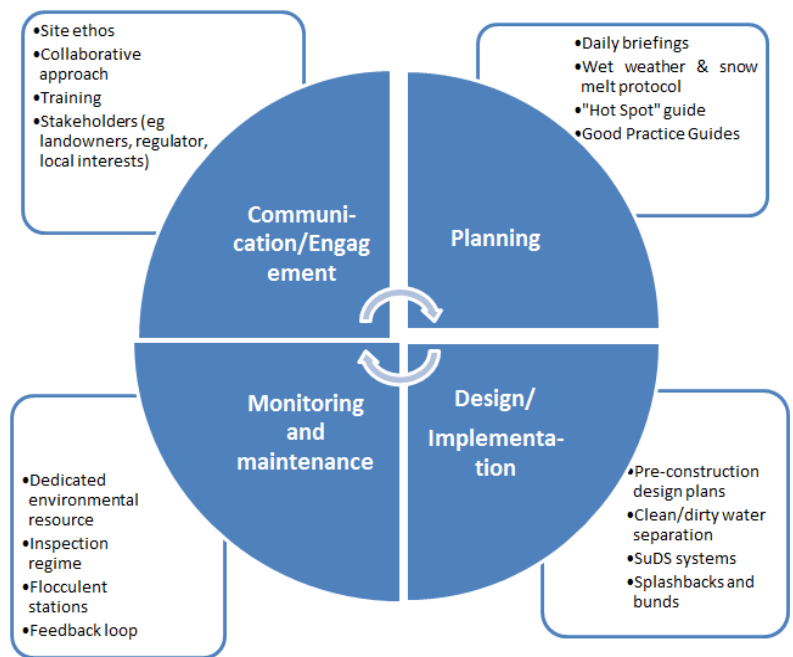 •Site ethos
•Collaborative
approach
•Training
•Stakeholders (eg
landowners, regulator,
local interests)
•Daily briefings
•Wet weather & snow
melt protocol
•"Hot Spot" guide
•Good Practice Guides
Communi-
cation/Engag
ement
Planning
Monitoring
and
maintenance
Design/
Implementa-
tion
•Dedicated
environmental
resource
•Inspection
regime
•Flocculent
stations
•Feedback loop
•Pre-construction
design plans
•Clean/dirty water
separation
•SuDS systems
•Splashbacks and
bunds